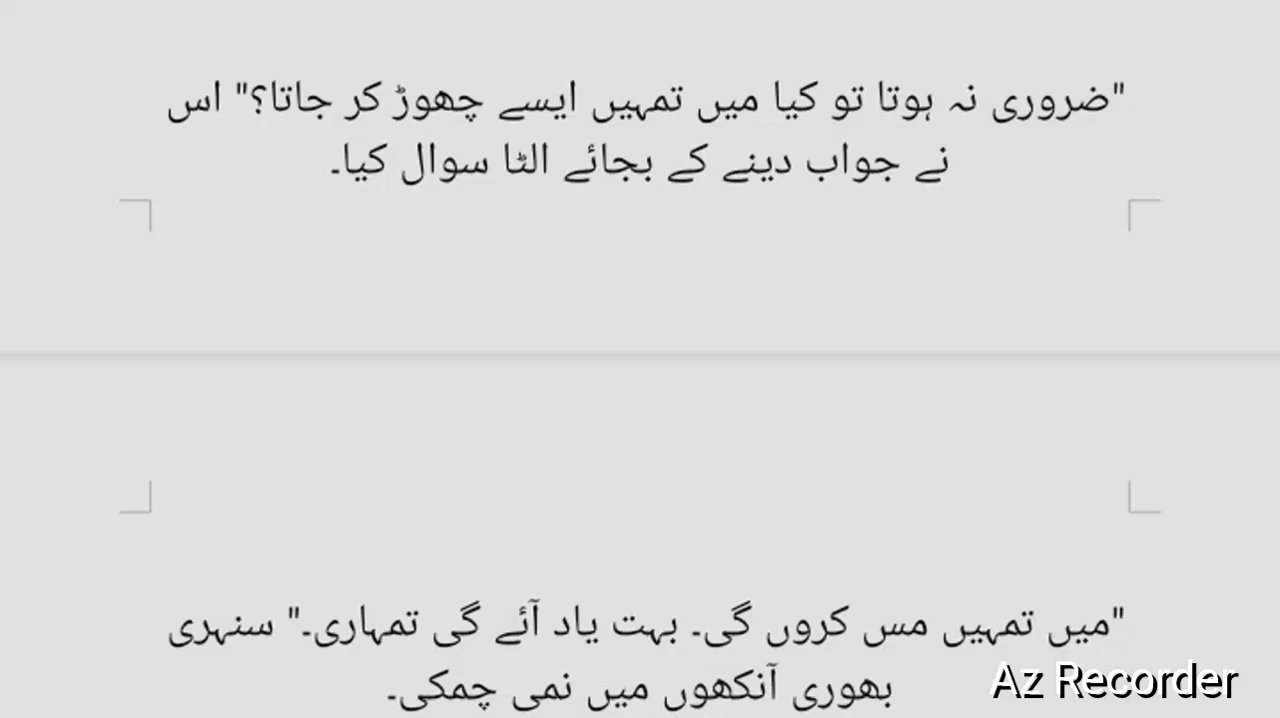 "ضروری نہ ہوتا تو کیا میں تمہیں ایسے چھوڑ کر جاتا؟" اس
نے جواب دینے کے بجائے الٹا سوال کیا۔
"میں تمہیں مس کروں گی۔ بہت یاد آئے گی تمہاری۔" سنہری
بھوری آنکھوں میں نمی چمکی۔
Az Recorder